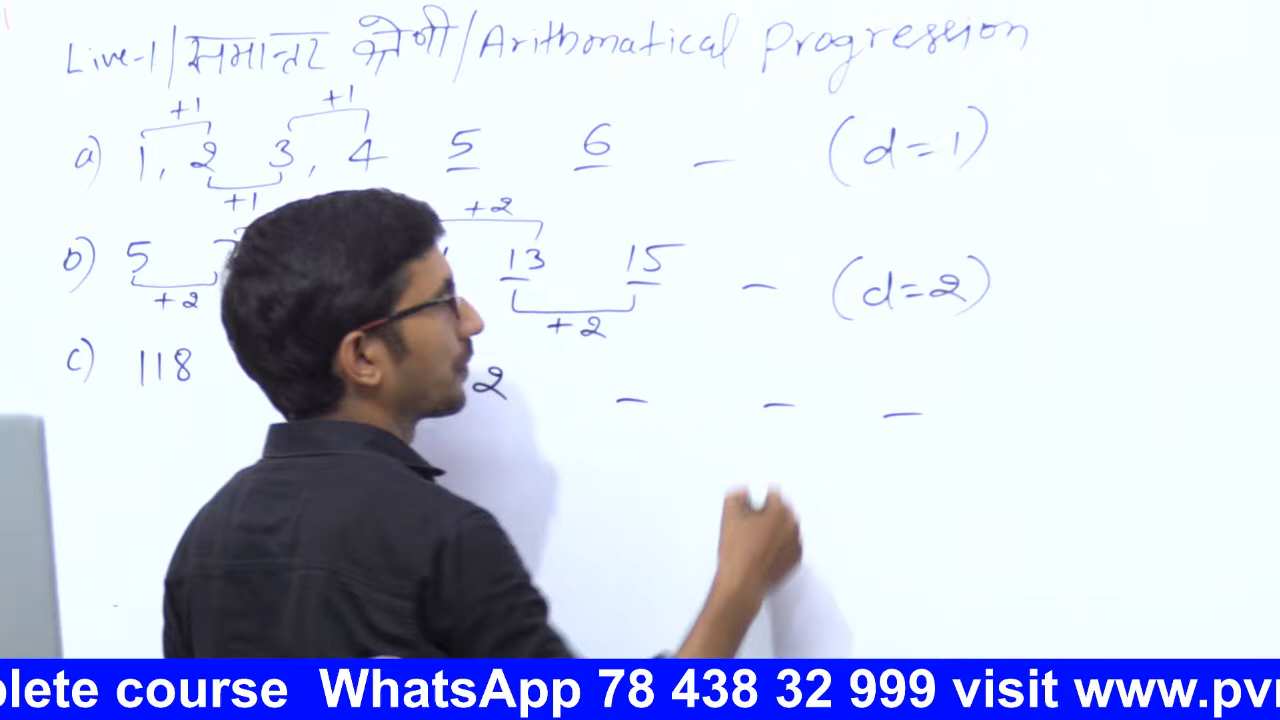 Live-1/समान्तर श्रेणी/Arithmatical Progression
+1 +1
a) 1, 2 3, 4 5 6 – (d=1)
+1
+2
b) 5 13 15 – (d=2)
+2 +2
c) 118 2 – – –
plete course WhatsApp 78 438 32 999 visit www.pv